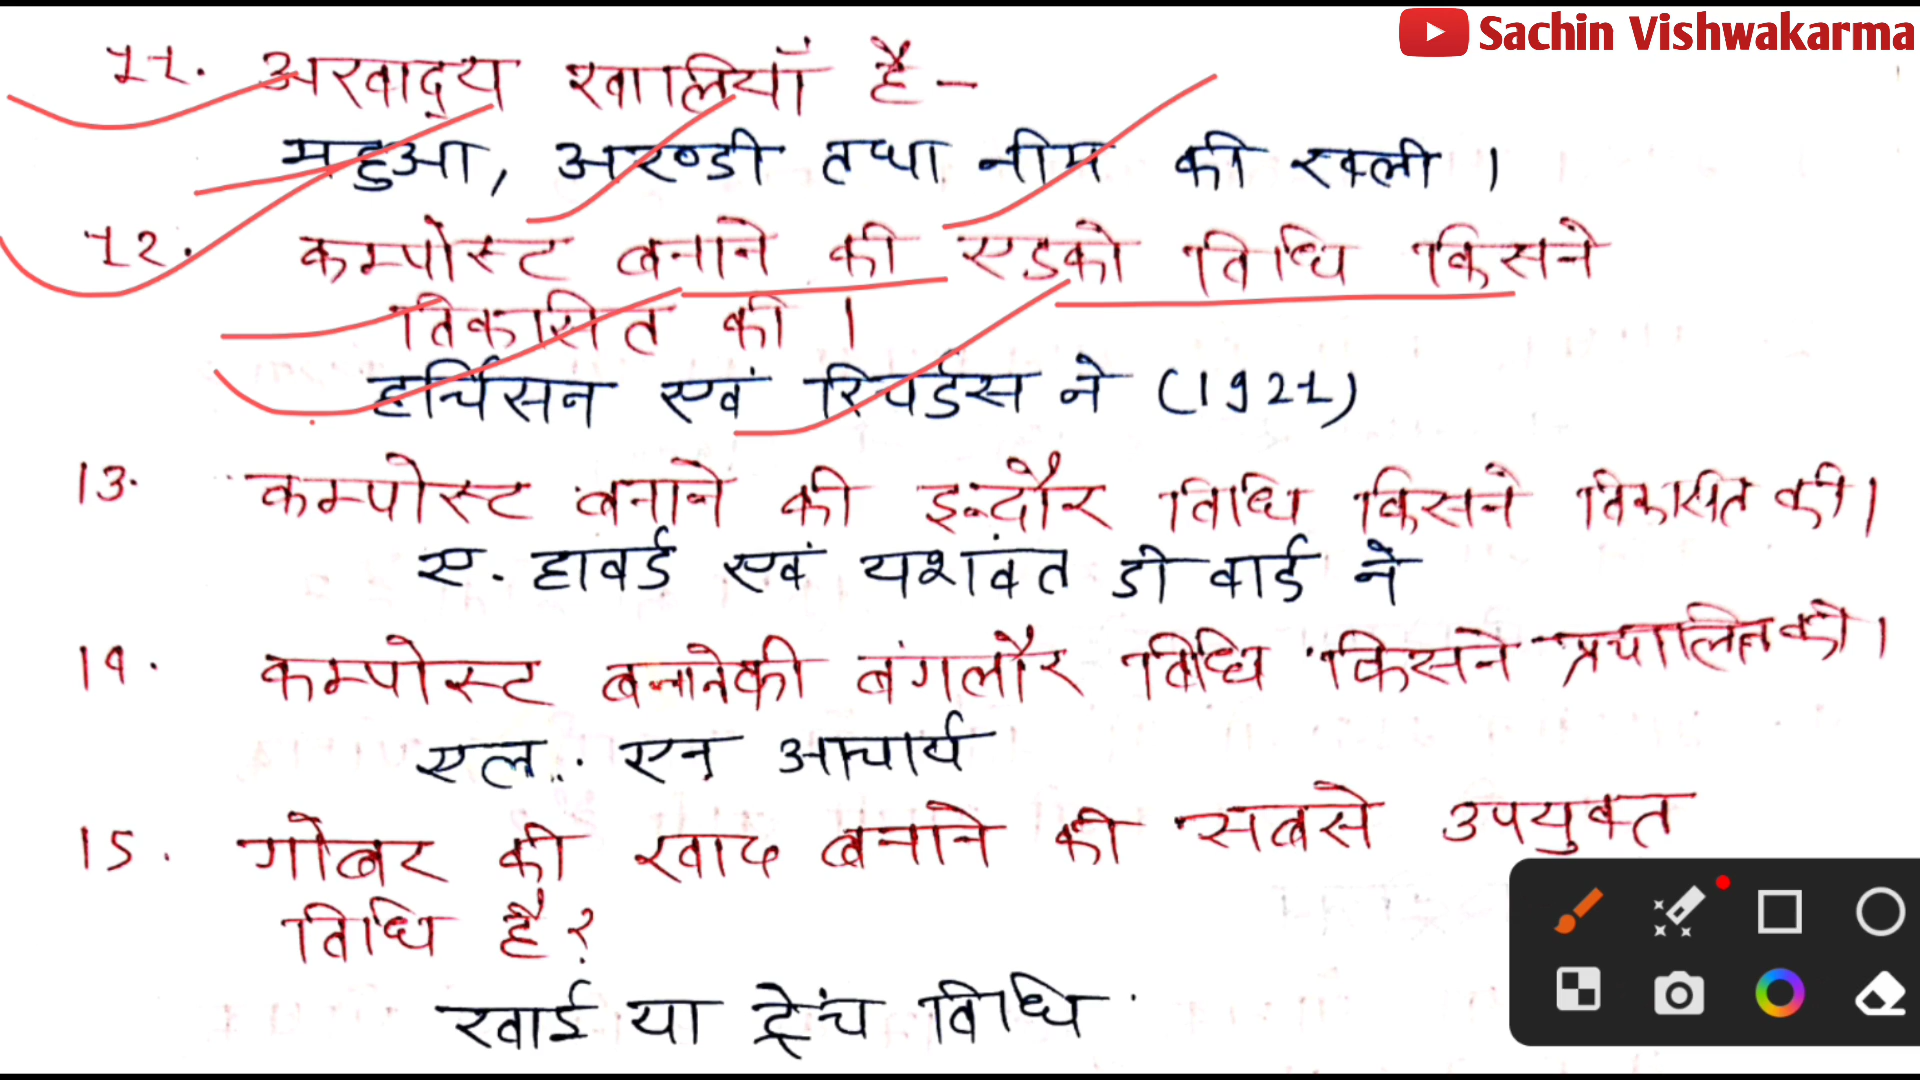 Sachin Vishwakarma
11. अखाद्य खालियाँ है -
महुआ, अरण्डी तथा नीम की खली ।
12. कम्पोस्ट बनाने की एडको विधि किसने
विकसित की ।
हचिंसन एवं रिचर्डस ने (1921)
13. कम्पोस्ट बनाने की इन्दौर विधि किसने विकसित की ।
ए. हावर्ड एवं यशवंत डी वार्ड ने
14. कम्पोस्ट बनाने की बंगलौर विधि किसने प्रचालित की ।
एल. एन आचार्य
15. गोबर की खाद बनाने की सबसे उपयुक्त
विधि है ?
खाई या ट्रेंच विधि